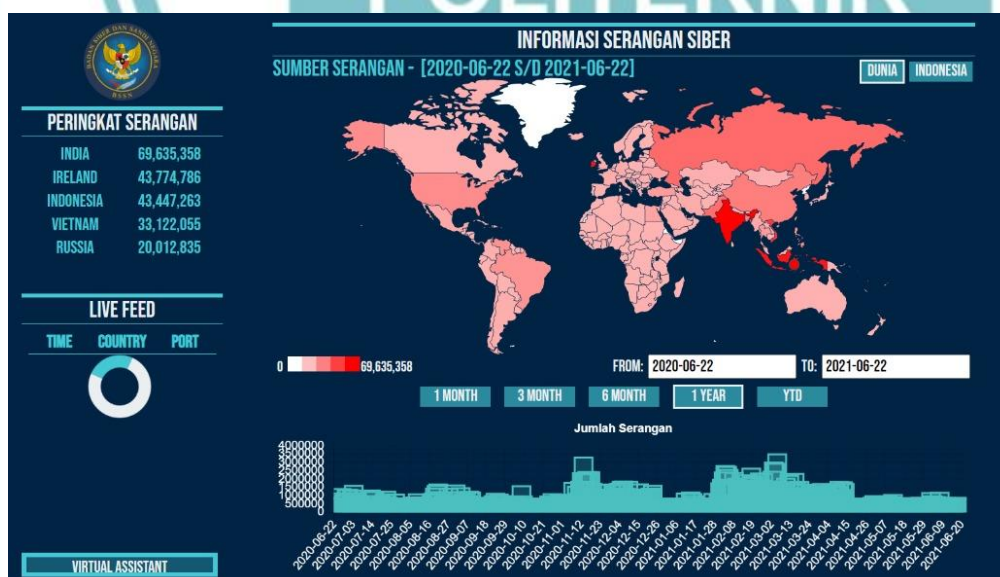 POLITEKNIK
BADAN SIBER DAN SANDI NEGARA
BSSN
INFORMASI SERANGAN SIBER
SUMBER SERANGAN - [2020-06-22 S/D 2021-06-22]
DUNIA INDONESIA
PERINGKAT SERANGAN
INDIA 69,635,358
IRELAND 43,774,786
INDONESIA 43,447,263
VIETNAM 33,122,055
RUSSIA 20,012,835
LIVE FEED
TIME COUNTRY PORT
0 69,635,358
FROM: 2020-06-22 TO: 2021-06-22
1 MONTH 3 MONTH 6 MONTH 1 YEAR YTD
Jumlah Serangan
4000000
1000000
500000
0
2020-06-22 2020-07-03 2020-07-14 2020-07-25 2020-08-05 2020-08-16 2020-08-27 2020-09-07 2020-09-18 2020-09-29 2020-10-10 2020-10-21 2020-11-01 2020-11-12 2020-11-23 2020-12-04 2020-12-15 2020-12-26 2021-01-06 2021-01-17 2021-01-28 2021-02-08 2021-02-19 2021-03-02 2021-03-13 2021-03-24 2021-04-04 2021-04-15 2021-04-26 2021-05-07 2021-05-18 2021-05-29 2021-06-09 2021-06-20
VIRTUAL ASSISTANT